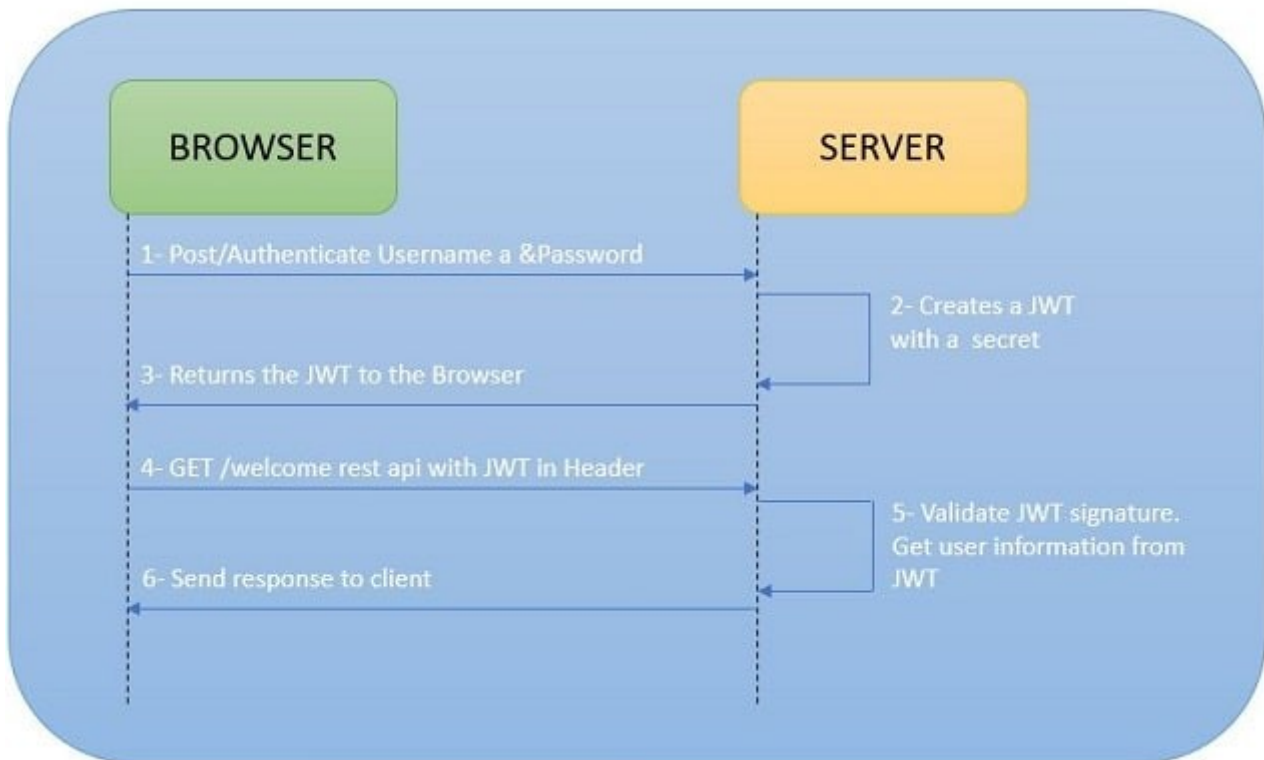 BROWSER
SERVER
1- Post/Authenticate Username a &Password
2- Creates a JWT
with a secret
3- Returns the JWT to the Browser
4- GET /welcome rest api with JWT in Header
5- Validate JWT signature.
Get user information from
JWT
6- Send response to client